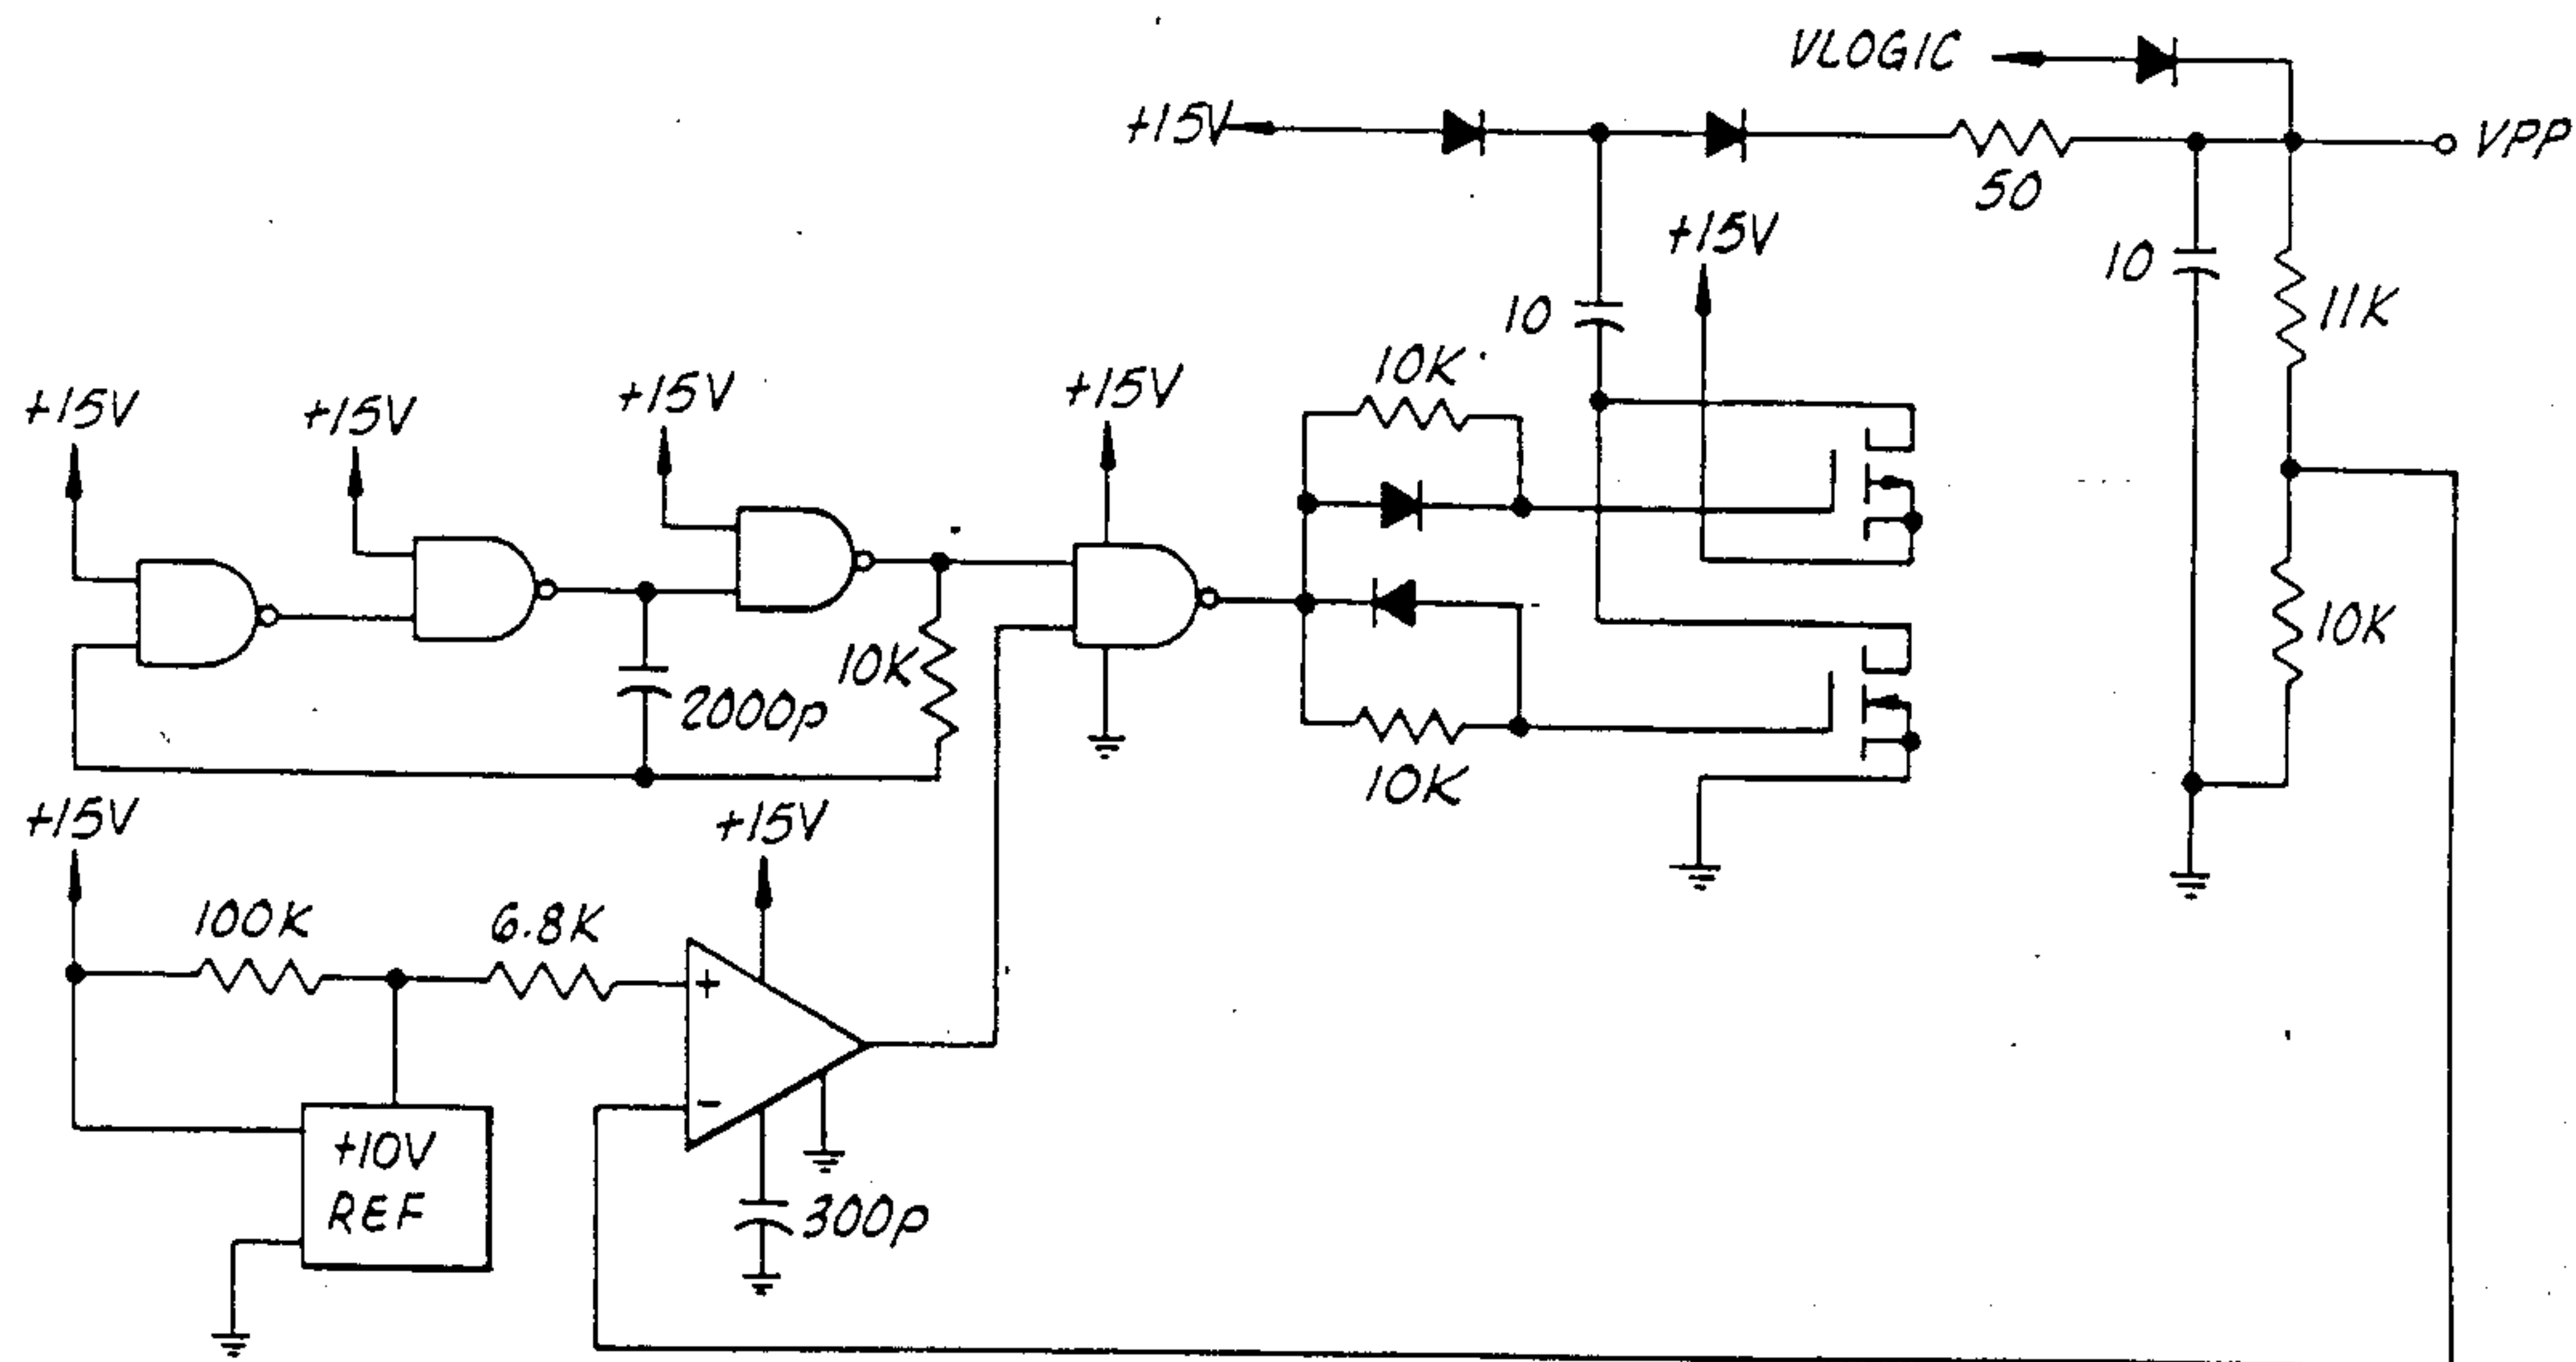 VLOGIC
+15V
VPP
50
+15V
10
10
11K
10K
+15V
+15V
+15V
+15V
10K
2000p
10K
10K
+15V
+15V
100K
6.8K
+
-
+10V
REF
300p